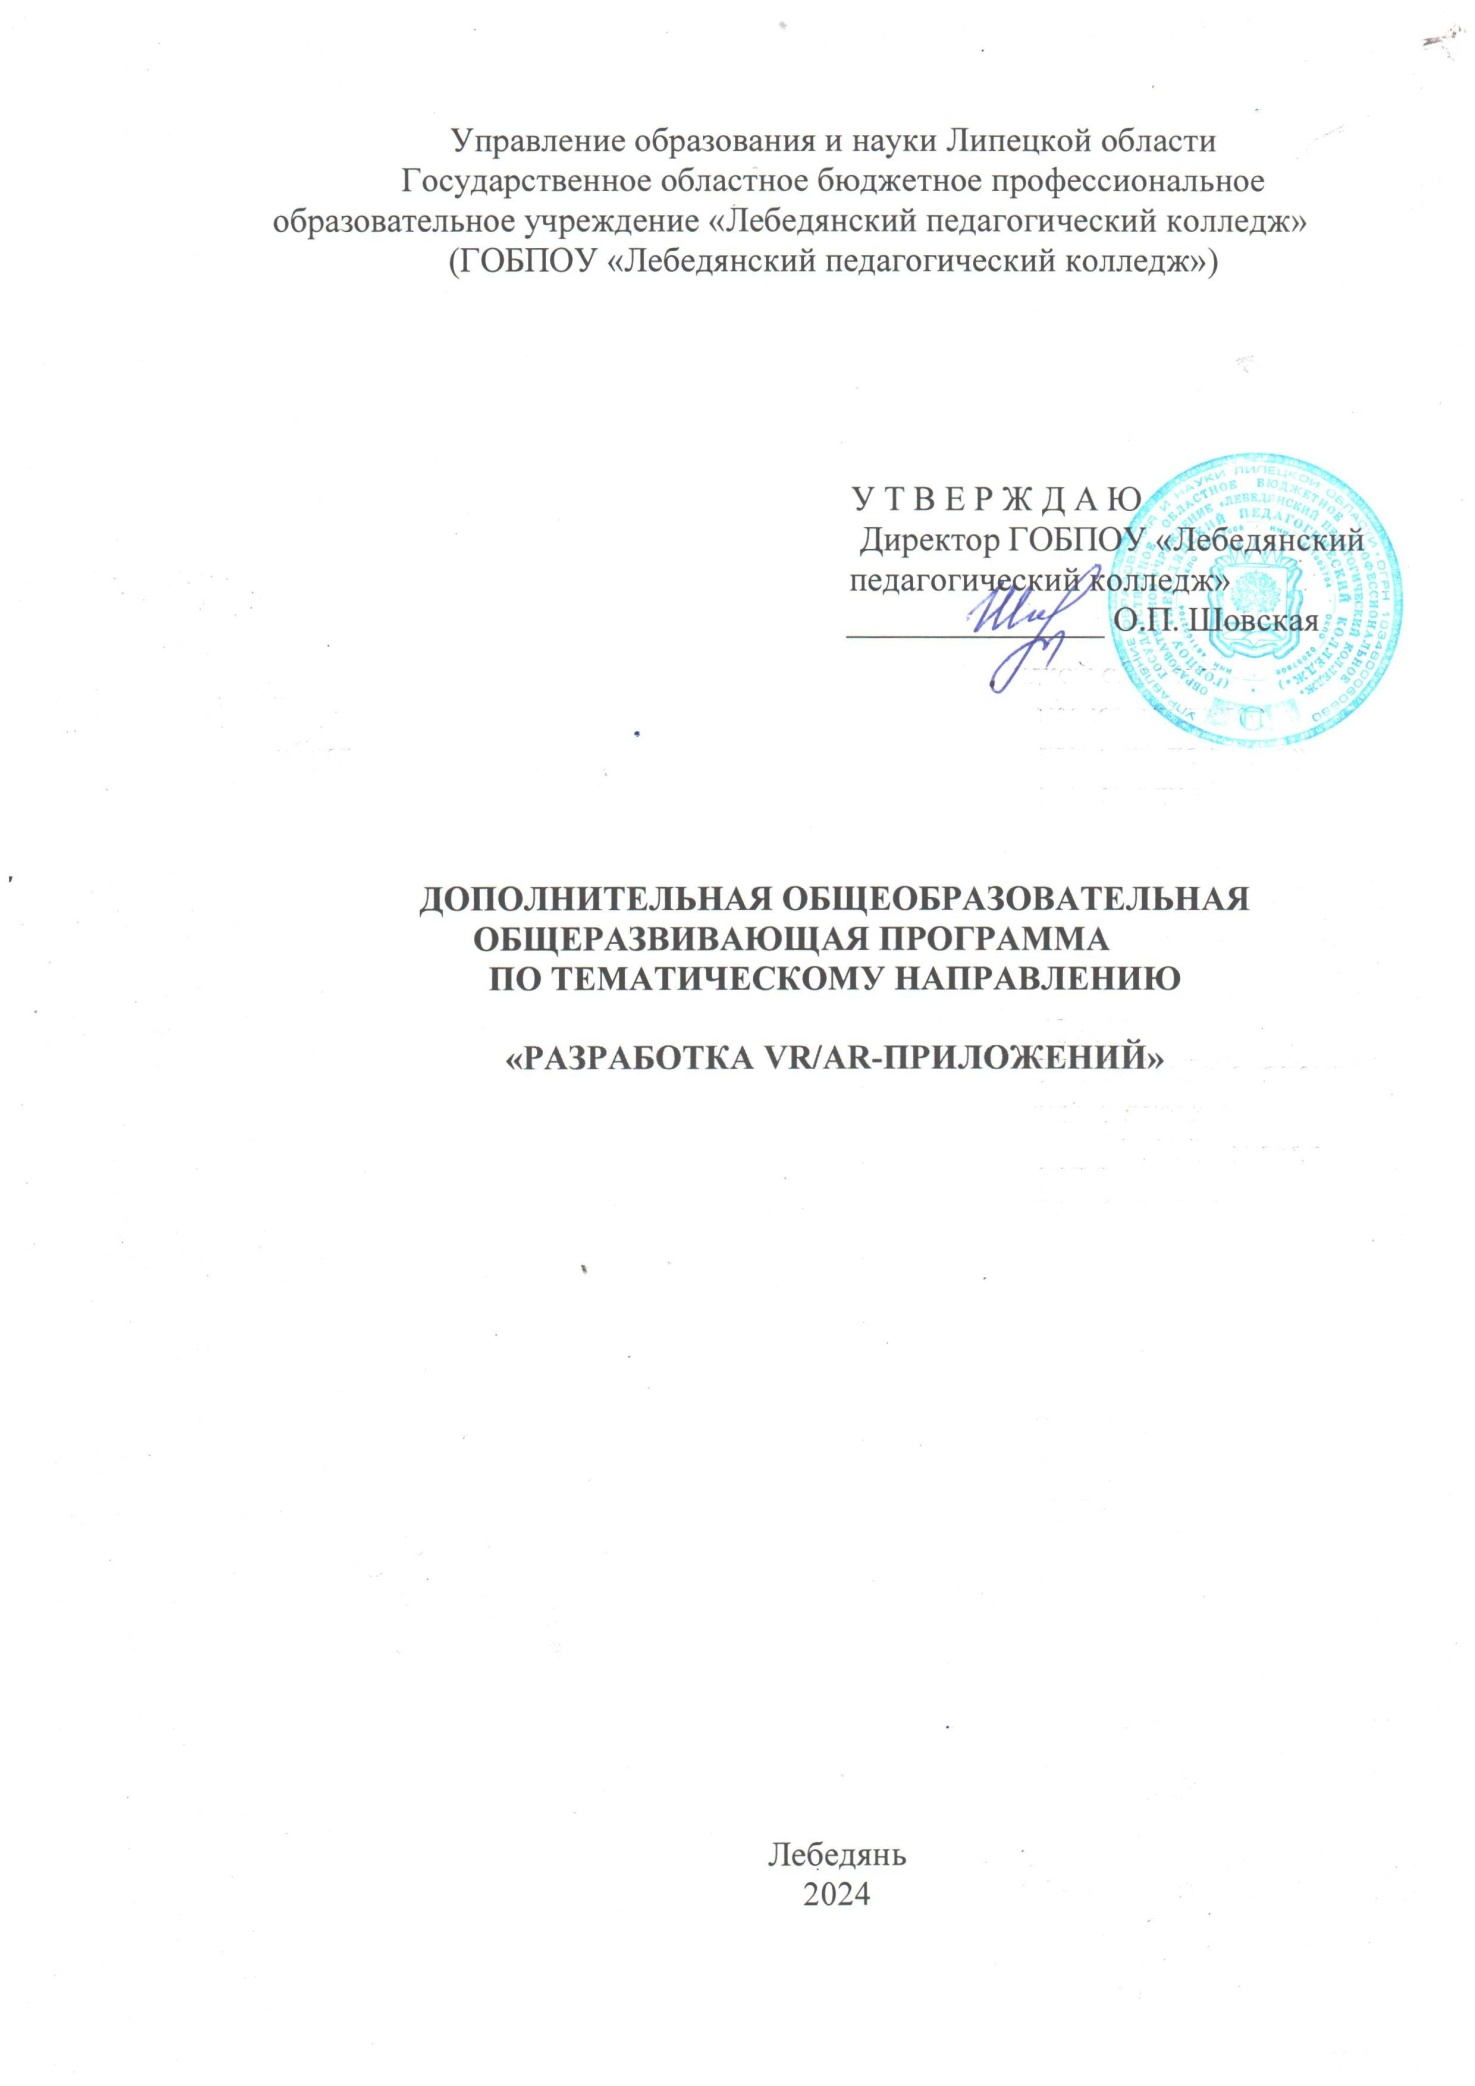 Управление образования и науки Липецкой области
Государственное областное бюджетное профессиональное
образовательное учреждение «Лебедянский педагогический колледж»
(ГОБПОУ «Лебедянский педагогический колледж»)
У Т В Е Р Ж Д А Ю
Директор ГОБПОУ «Лебедянский
педагогический колледж»
О.П. Шовская
ДОПОЛНИТЕЛЬНАЯ ОБЩЕОБРАЗОВАТЕЛЬНАЯ
ОБЩЕРАЗВИВАЮЩАЯ ПРОГРАММА
ПО ТЕМАТИЧЕСКОМУ НАПРАВЛЕНИЮ
«РАЗРАБОТКА VR/AR-ПРИЛОЖЕНИЙ»
Лебедянь
2024